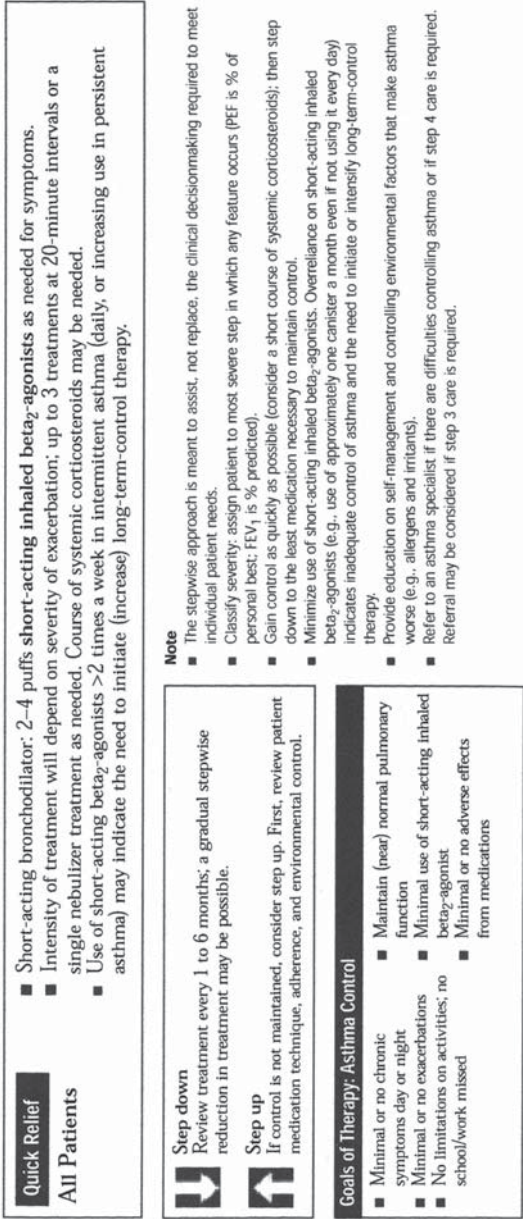 Quick Relief
All Patients
■ Short-acting bronchodilator: 2–4 puffs short-acting inhaled beta₂-agonists as needed for symptoms.
■ Intensity of treatment will depend on severity of exacerbation; up to 3 treatments at 20-minute intervals or a
single nebulizer treatment as needed. Course of systemic corticosteroids may be needed.
■ Use of short-acting beta₂-agonists >2 times a week in intermittent asthma (daily, or increasing use in persistent
asthma) may indicate the need to initiate (increase) long-term-control therapy.
Step down
Review treatment every 1 to 6 months; a gradual stepwise
reduction in treatment may be possible.
Step up
If control is not maintained, consider step up. First, review patient
medication technique, adherence, and environmental control.
Goals of Therapy: Asthma Control
■ Minimal or no chronic
symptoms day or night
■ Minimal or no exacerbations
■ No limitations on activities; no
school/work missed
■ Maintain (near) normal pulmonary
function
■ Minimal use of short-acting inhaled
beta₂-agonist
■ Minimal or no adverse effects
from medications
Note
■ The stepwise approach is meant to assist, not replace, the clinical decisionmaking required to meet
individual patient needs.
■ Classify severity: assign patient to most severe step in which any feature occurs (PEF is % of
personal best; FEV₁ is % predicted).
■ Gain control as quickly as possible (consider a short course of systemic corticosteroids); then step
down to the least medication necessary to maintain control.
■ Minimize use of short-acting inhaled beta₂-agonists. Overreliance on short-acting inhaled
beta₂-agonists (e.g., use of approximately one canister a month even if not using it every day)
indicates inadequate control of asthma and the need to initiate or intensify long-term-control
therapy.
■ Provide education on self-management and controlling environmental factors that make asthma
worse (e.g., allergens and irritants).
■ Refer to an asthma specialist if there are difficulties controlling asthma or if step 4 care is required.
Referral may be considered if step 3 care is required.